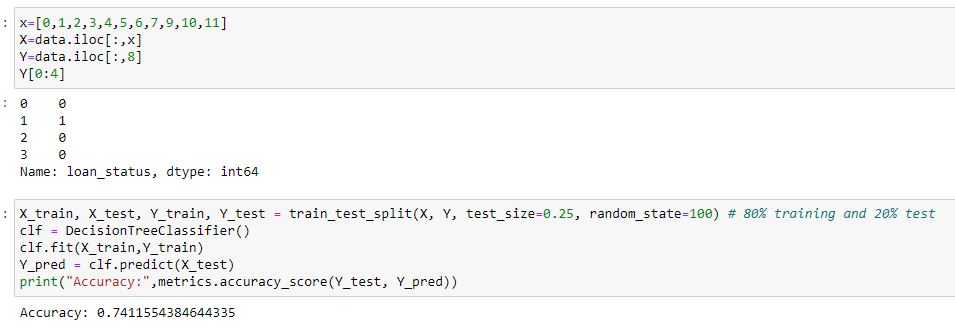 : x=[0,1,2,3,4,5,6,7,9,10,11]
X=data.iloc[:,x]
Y=data.iloc[:,8]
Y[0:4]
: 0    0
1    1
2    0
3    0
Name: loan_status, dtype: int64
: X_train, X_test, Y_train, Y_test = train_test_split(X, Y, test_size=0.25, random_state=100) # 80% training and 20% test
clf = DecisionTreeClassifier()
clf.fit(X_train,Y_train)
Y_pred = clf.predict(X_test)
print("Accuracy:",metrics.accuracy_score(Y_test, Y_pred))
Accuracy: 0.7411554384644335